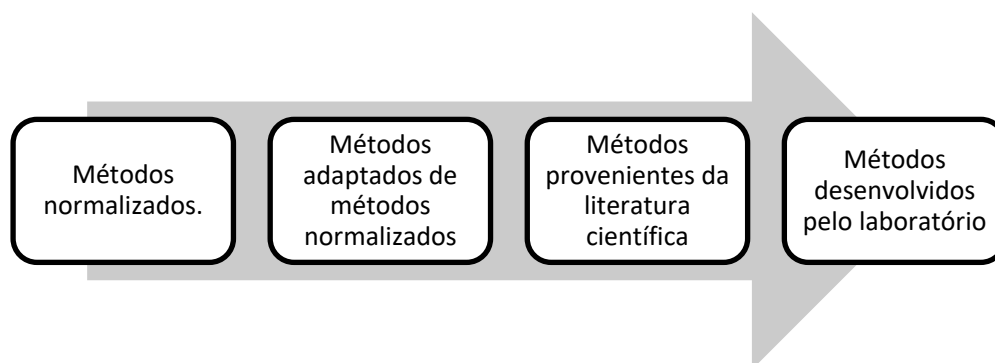 Métodos
normalizados.
Métodos
adaptados de
métodos
normalizados
Métodos
provenientes da
literatura
científica
Métodos
desenvolvidos
pelo laboratório